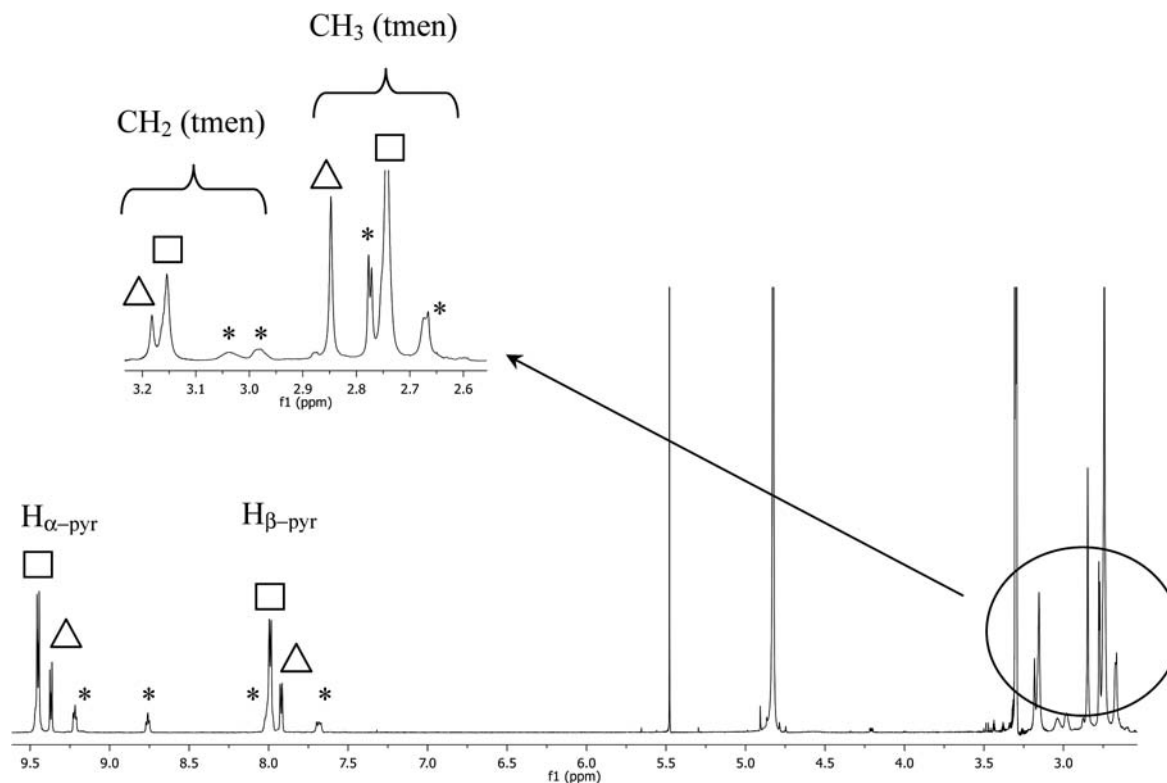 CH₃ (tmen)
CH₂ (tmen)
* * * *
3.2 3.1 3.0 2.9 2.8 2.7 2.6
f1 (ppm)
Hα–pyr Hβ–pyr
* * * *
9.5 9.0 8.5 8.0 7.5 7.0 6.5 6.0 5.5 5.0 4.5 4.0 3.5 3.0
f1 (ppm)